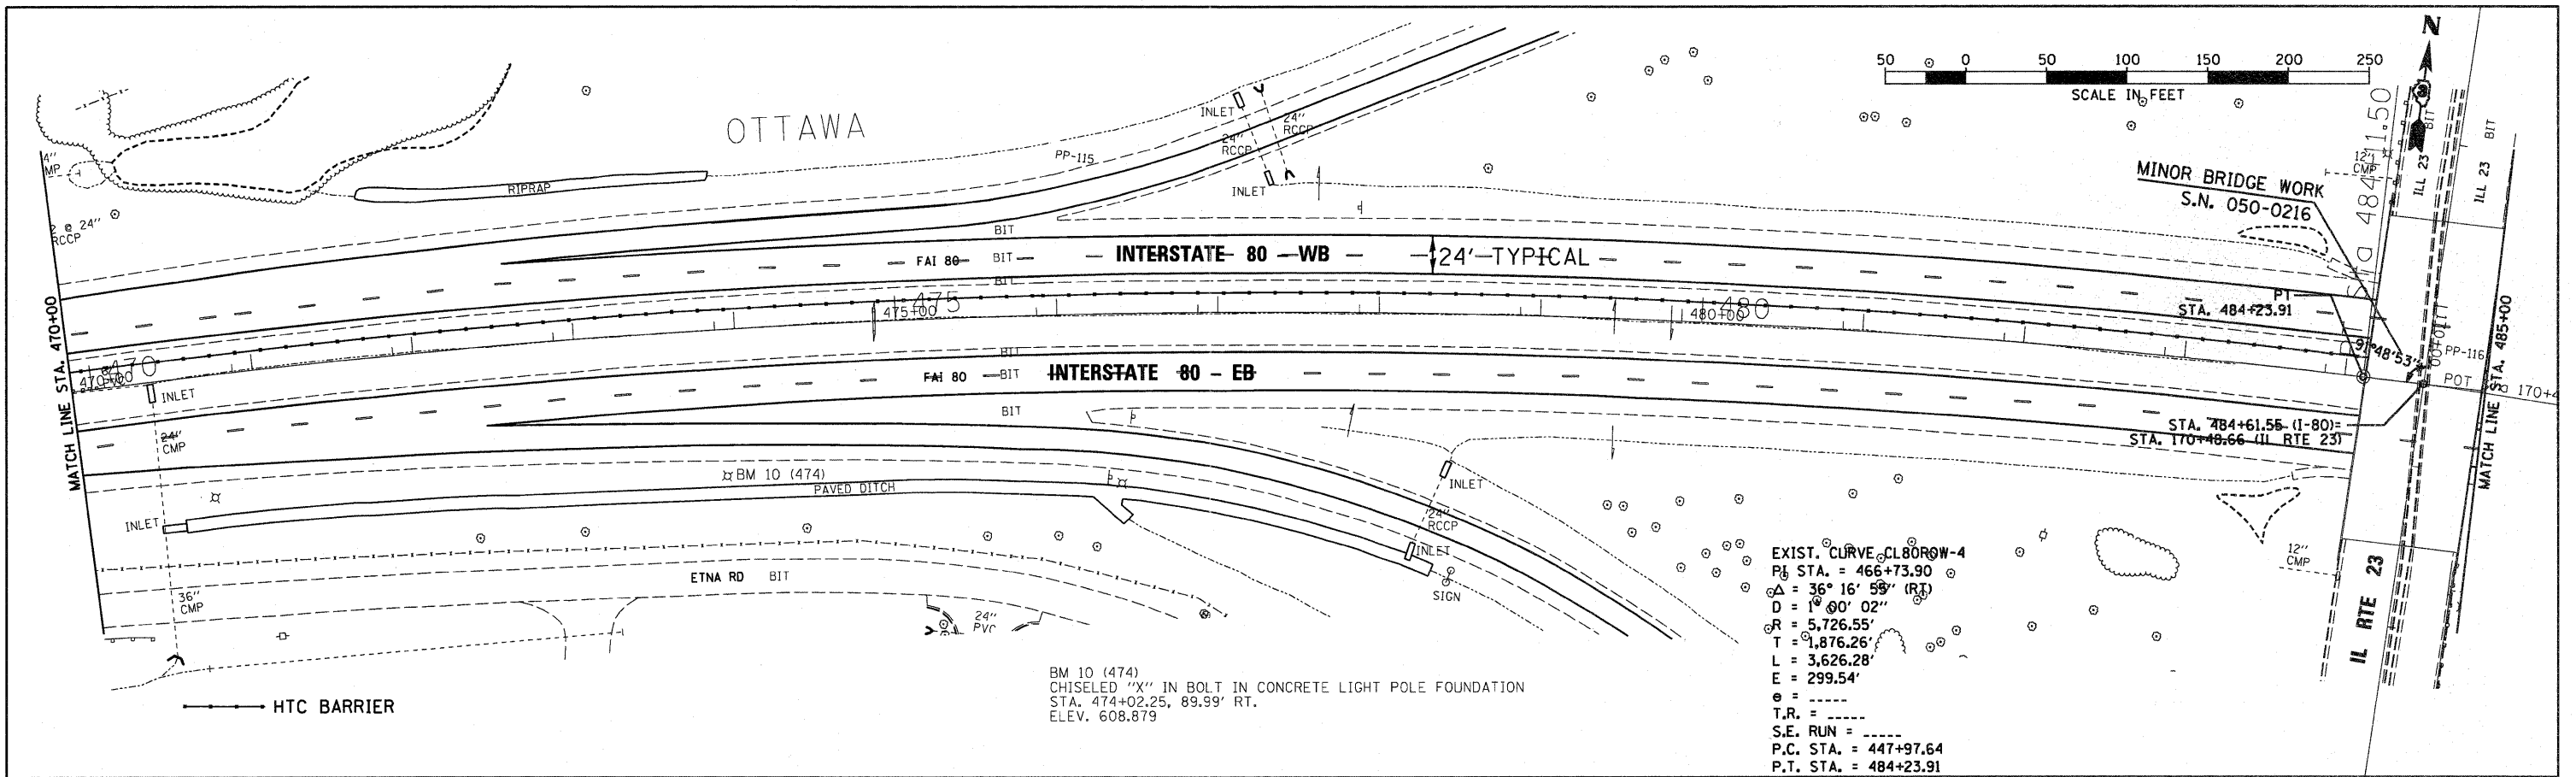 N
50 0 50 100 150 200 250
SCALE IN FEET
OTTAWA
INLET
24"
RCCP
24"
RCCP
INLET
PP-115
RIPRAP
4"
MP
2 @ 24"
RCCP
MINOR BRIDGE WORK
S.N. 050-0216
12"
CMP
ILL 23
BIT
ILL 23
BIT
BIT
FAI 80 BIT
INTERSTATE 80 - WB
24' TYPICAL
BIT
475
475+00
480
480+00
PT
STA. 484+23.91
91°48'53"
PP-116
POT
170+4
MATCH LINE STA. 470+00
470
470+00
INLET
BIT
FAI 80 BIT
INTERSTATE 80 - EB
BIT
STA. 484+61.55 (I-80)=
STA. 170+48.66 (IL RTE 23)
MATCH LINE STA. 485+00
24"
CMP
BM 10 (474)
PAVED DITCH
INLET
INLET
24"
RCCP
INLET
SIGN
ETNA RD BIT
36"
CMP
24"
PVC
12"
CMP
IL RTE 23
EXIST. CURVE CL80ROW-4
PI STA. = 466+73.90
Δ = 36° 16' 55" (RT)
D = 1° 00' 02"
R = 5,726.55'
T = 1,876.26'
L = 3,626.28'
E = 299.54'
e = -----
T.R. = -----
S.E. RUN = -----
P.C. STA. = 447+97.64
P.T. STA. = 484+23.91
BM 10 (474)
CHISELED "X" IN BOLT IN CONCRETE LIGHT POLE FOUNDATION
STA. 474+02.25, 89.99' RT.
ELEV. 608.879
HTC BARRIER